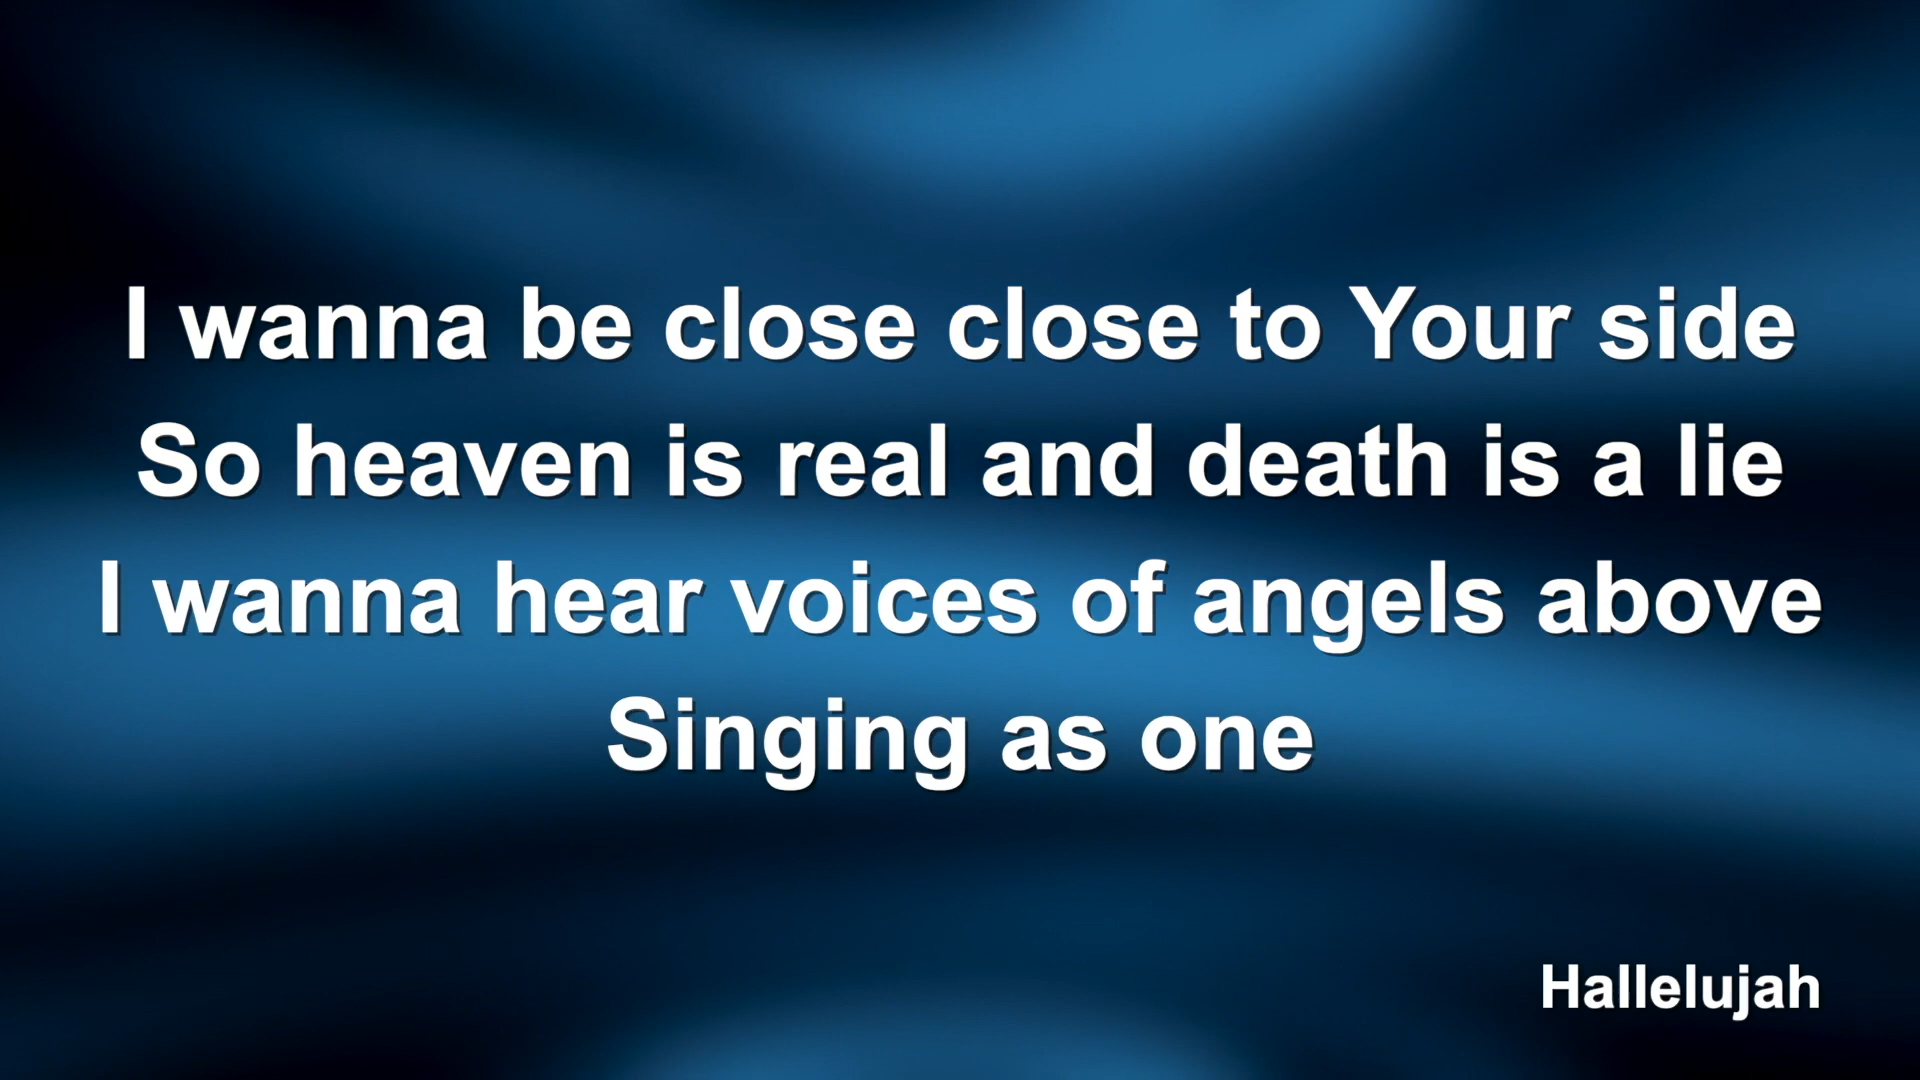 I wanna be close close to Your side
So heaven is real and death is a lie
I wanna hear voices of angels above
Singing as one
Hallelujah